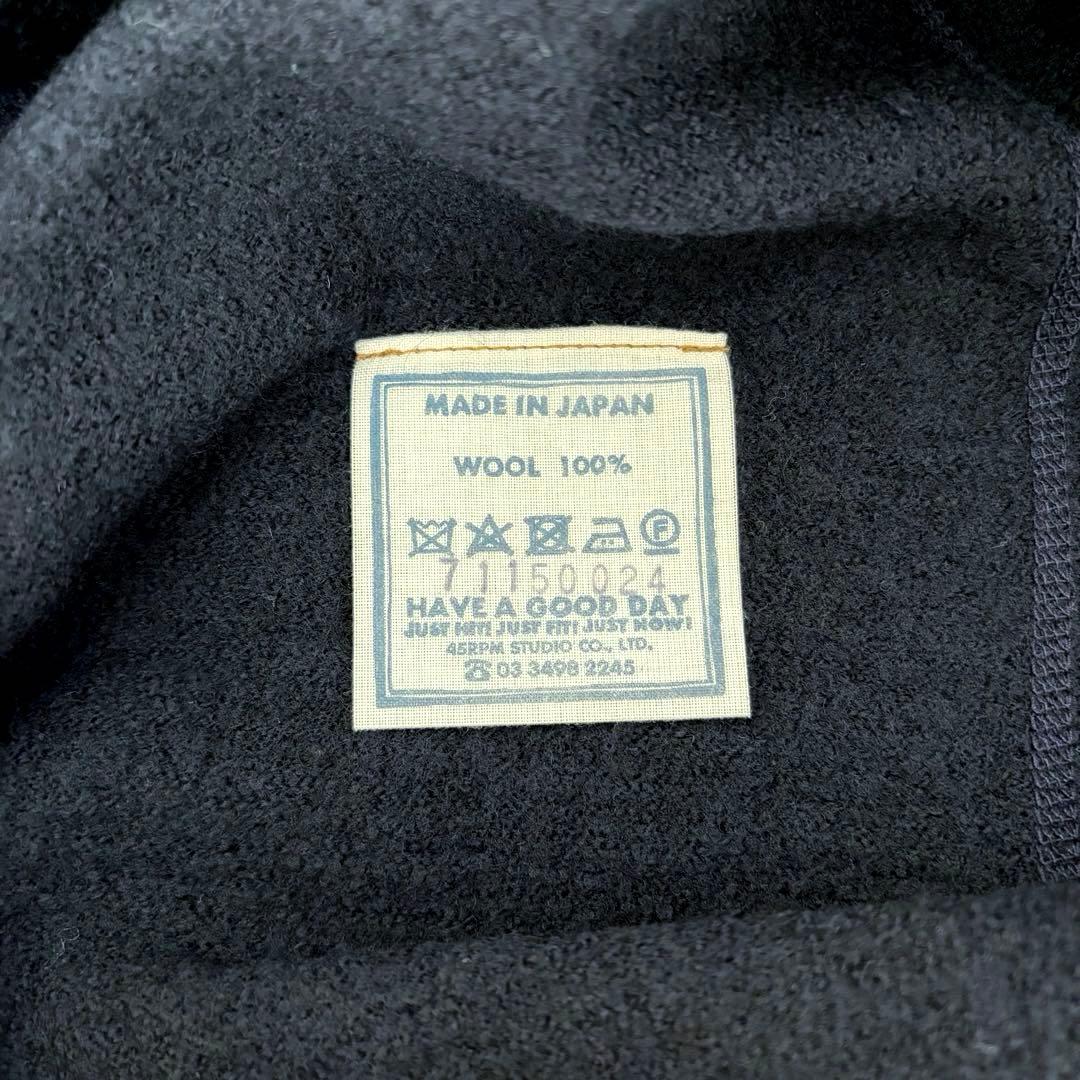 MADE IN JAPAN
WOOL 100%
F
71150024
HAVE A GOOD DAY
JUST HIT! JUST FIT! JUST NOW!
45RPM STUDIO CO., LTD.
☎ 03 3498 2245